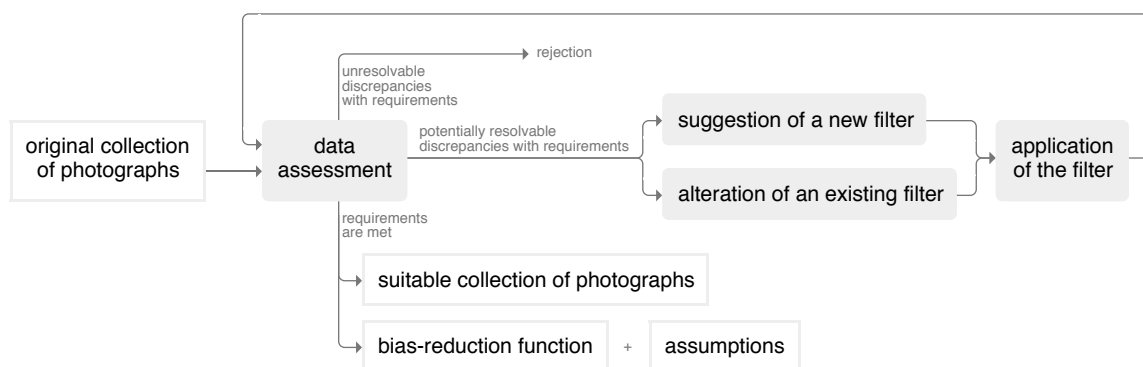 rejection
unresolvable
discrepancies
with requirements
original collection
of photographs
data
assessment
potentially resolvable
discrepancies with requirements
suggestion of a new filter
alteration of an existing filter
application
of the filter
requirements
are met
suitable collection of photographs
bias-reduction function + assumptions